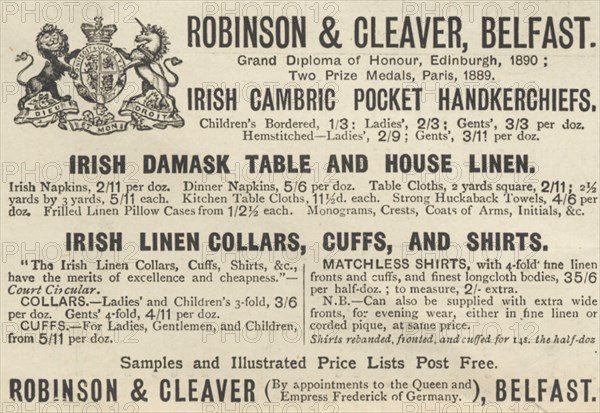 ROBINSON & CLEAVER, BELFAST.
Grand Diploma of Honour, Edinburgh, 1890 ;
Two Prize Medals, Paris, 1889.
IRISH CAMBRIC POCKET HANDKERCHIEFS.
Children's Bordered, 1/3; Ladies', 2/3; Gents', 3/3 per doz.
Hemstitched—Ladies', 2/9; Gents', 3/11 per doz.
DIEU ET MON DROIT
IRISH DAMASK TABLE AND HOUSE LINEN.
Irish Napkins, 2/11 per doz. Dinner Napkins, 5/6 per doz. Table Cloths, 2 yards square, 2/11; 2½
yards by 3 yards, 5/11 each. Kitchen Table Cloths, 11½d. each. Strong Huckaback Towels, 4/6 per
doz. Frilled Linen Pillow Cases from 1/2½ each. Monograms, Crests, Coats of Arms, Initials, &c.
IRISH LINEN COLLARS, CUFFS, AND SHIRTS.
"The Irish Linen Collars, Cuffs, Shirts, &c.,
have the merits of excellence and cheapness."—
Court Circular.
COLLARS.—Ladies' and Children's 3-fold, 3/6
per doz. Gents' 4-fold, 4/11 per doz.
CUFFS.—For Ladies, Gentlemen, and Children,
from 5/11 per doz.
MATCHLESS SHIRTS, with 4-fold fine linen
fronts and cuffs, and finest longcloth bodies, 35/6
per half-doz.; to measure, 2/- extra.
N.B.—Can also be supplied with extra wide
fronts, for evening wear, either in fine linen or
corded pique, at same price.
Shirts rebanded, fronted, and cuffed for 14s. the half-doz
Samples and Illustrated Price Lists Post Free.
ROBINSON & CLEAVER (By appointments to the Queen and Empress Frederick of Germany.), BELFAST.